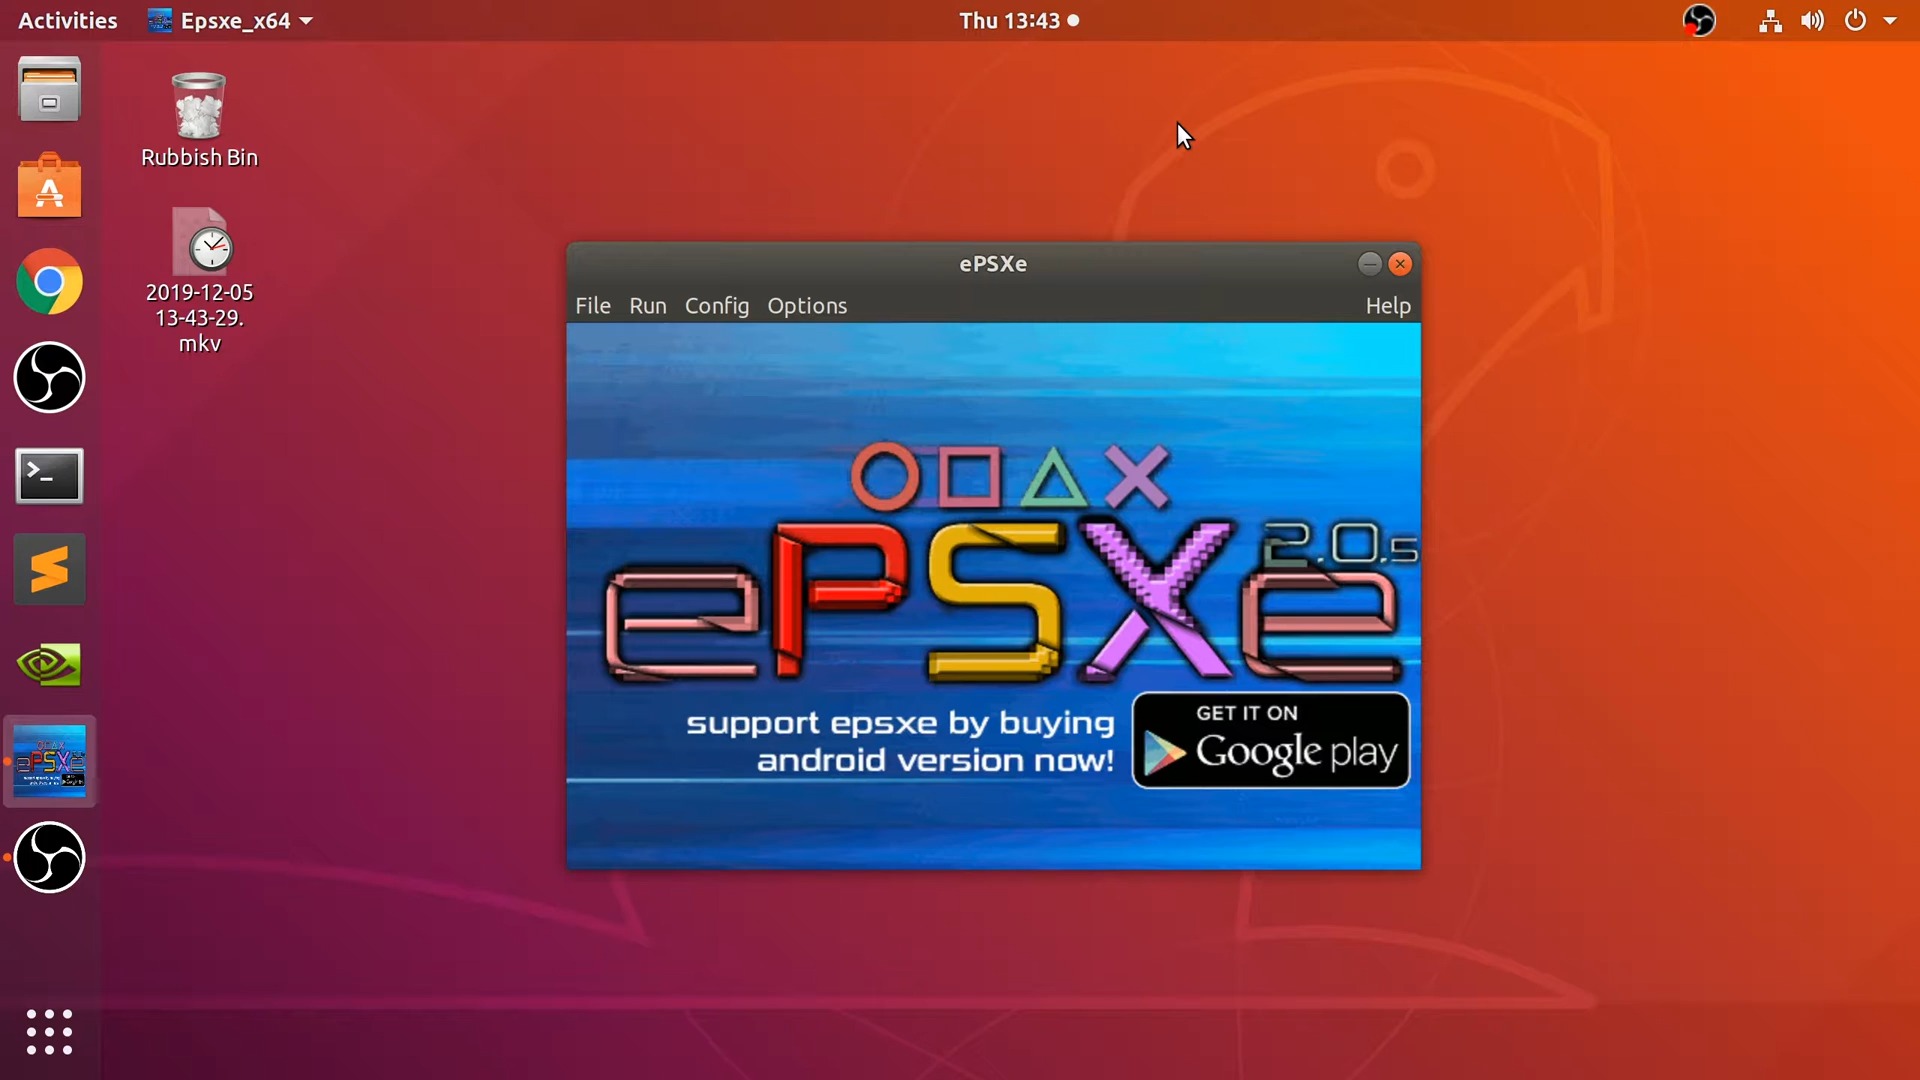 Activities Epsxe_x64 Thu 13:43
Rubbish Bin
2019-12-05
13-43-29.
mkv
ePSXe
File Run Config Options Help
ePSXe 2.0.5
support epsxe by buying
android version now!
GET IT ON
Google play